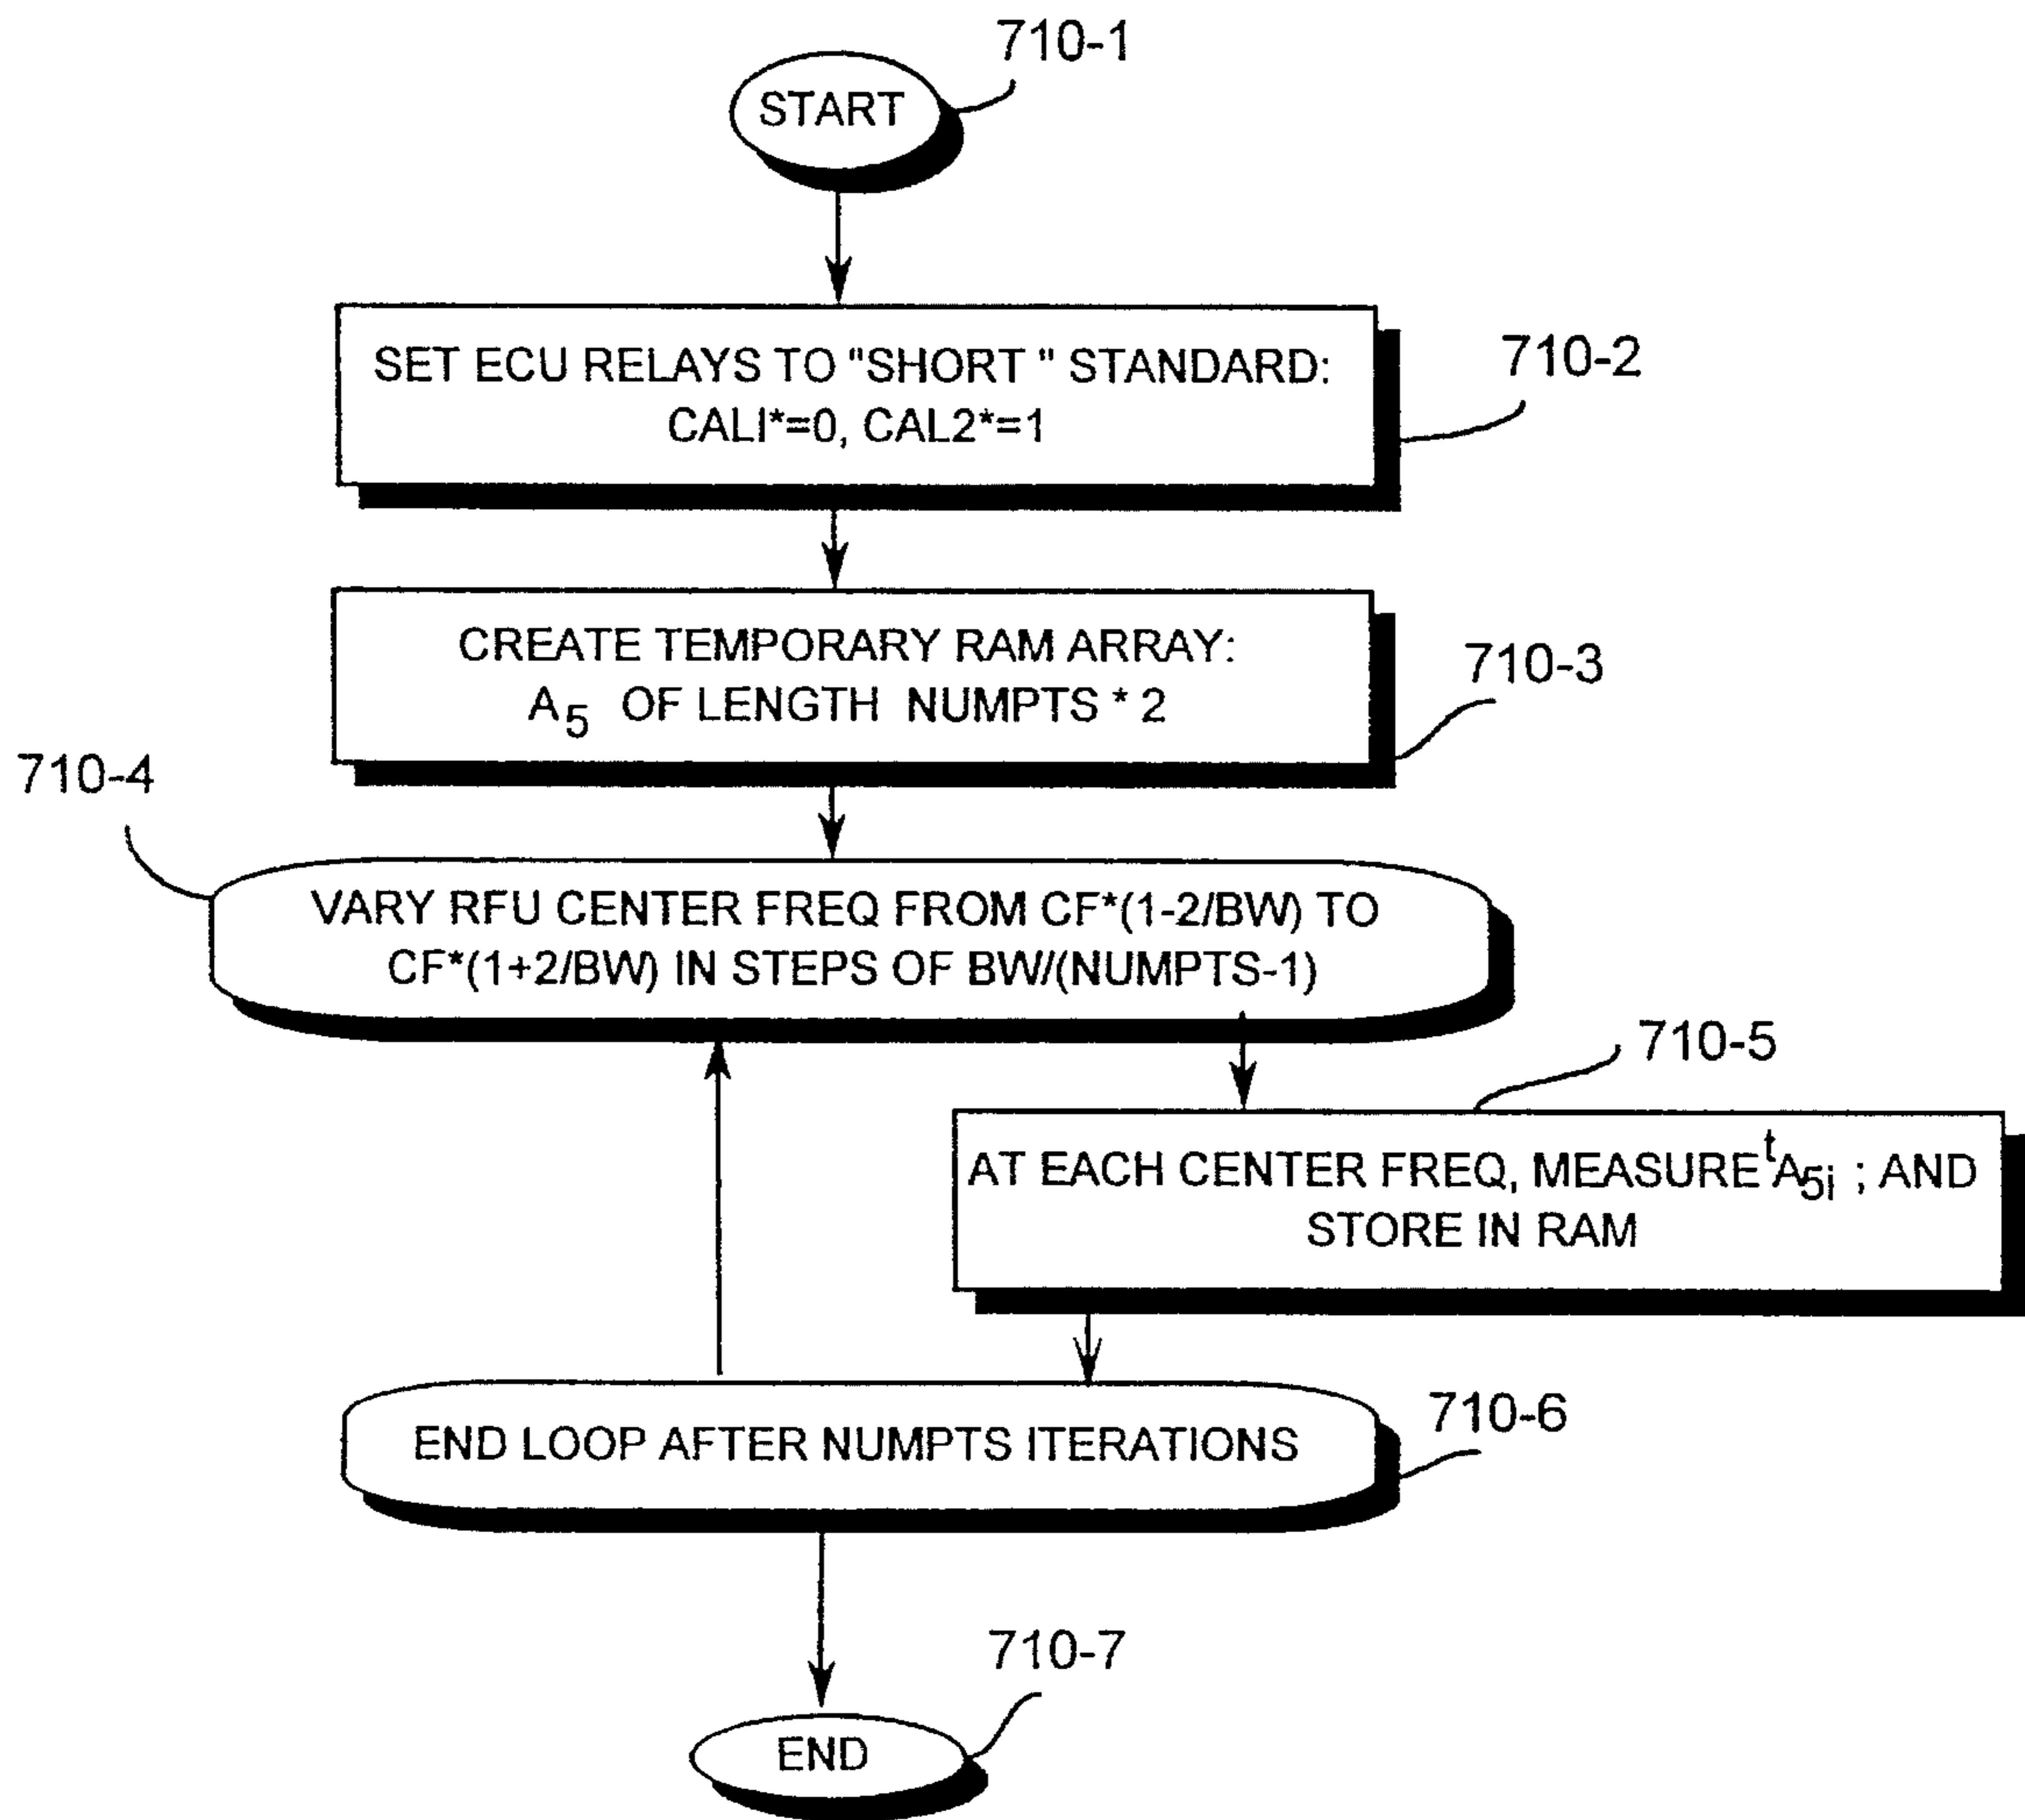 710-1
START
SET ECU RELAYS TO "SHORT " STANDARD:
CALI*=0, CAL2*=1
710-2
CREATE TEMPORARY RAM ARRAY:
A5 OF LENGTH NUMPTS * 2
710-3
710-4
VARY RFU CENTER FREQ FROM CF*(1-2/BW) TO
CF*(1+2/BW) IN STEPS OF BW/(NUMPTS-1)
710-5
AT EACH CENTER FREQ, MEASURE tA5i ; AND
STORE IN RAM
710-6
END LOOP AFTER NUMPTS ITERATIONS
710-7
END